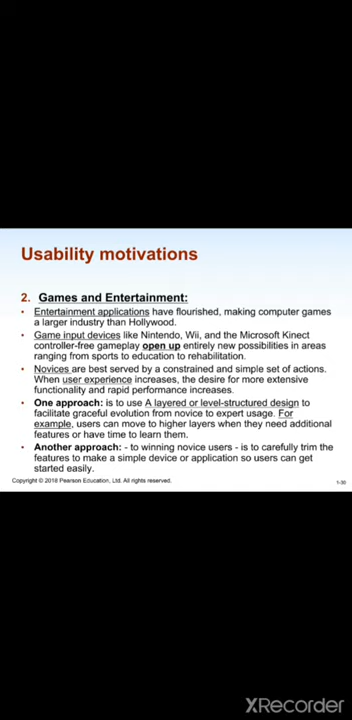 Usability motivations
2. Games and Entertainment:
• Entertainment applications have flourished, making computer games
a larger industry than Hollywood.
• Game input devices like Nintendo, Wii, and the Microsoft Kinect
controller-free gameplay open up entirely new possibilities in areas
ranging from sports to education to rehabilitation.
• Novices are best served by a constrained and simple set of actions.
When user experience increases, the desire for more extensive
functionality and rapid performance increases.
• One approach: is to use A layered or level-structured design to
facilitate graceful evolution from novice to expert usage. For
example, users can move to higher layers when they need additional
features or have time to learn them.
• Another approach: - to winning novice users - is to carefully trim the
features to make a simple device or application so users can get
started easily.
Copyright © 2018 Pearson Education, Ltd. All rights reserved.
1-30
XRecorder